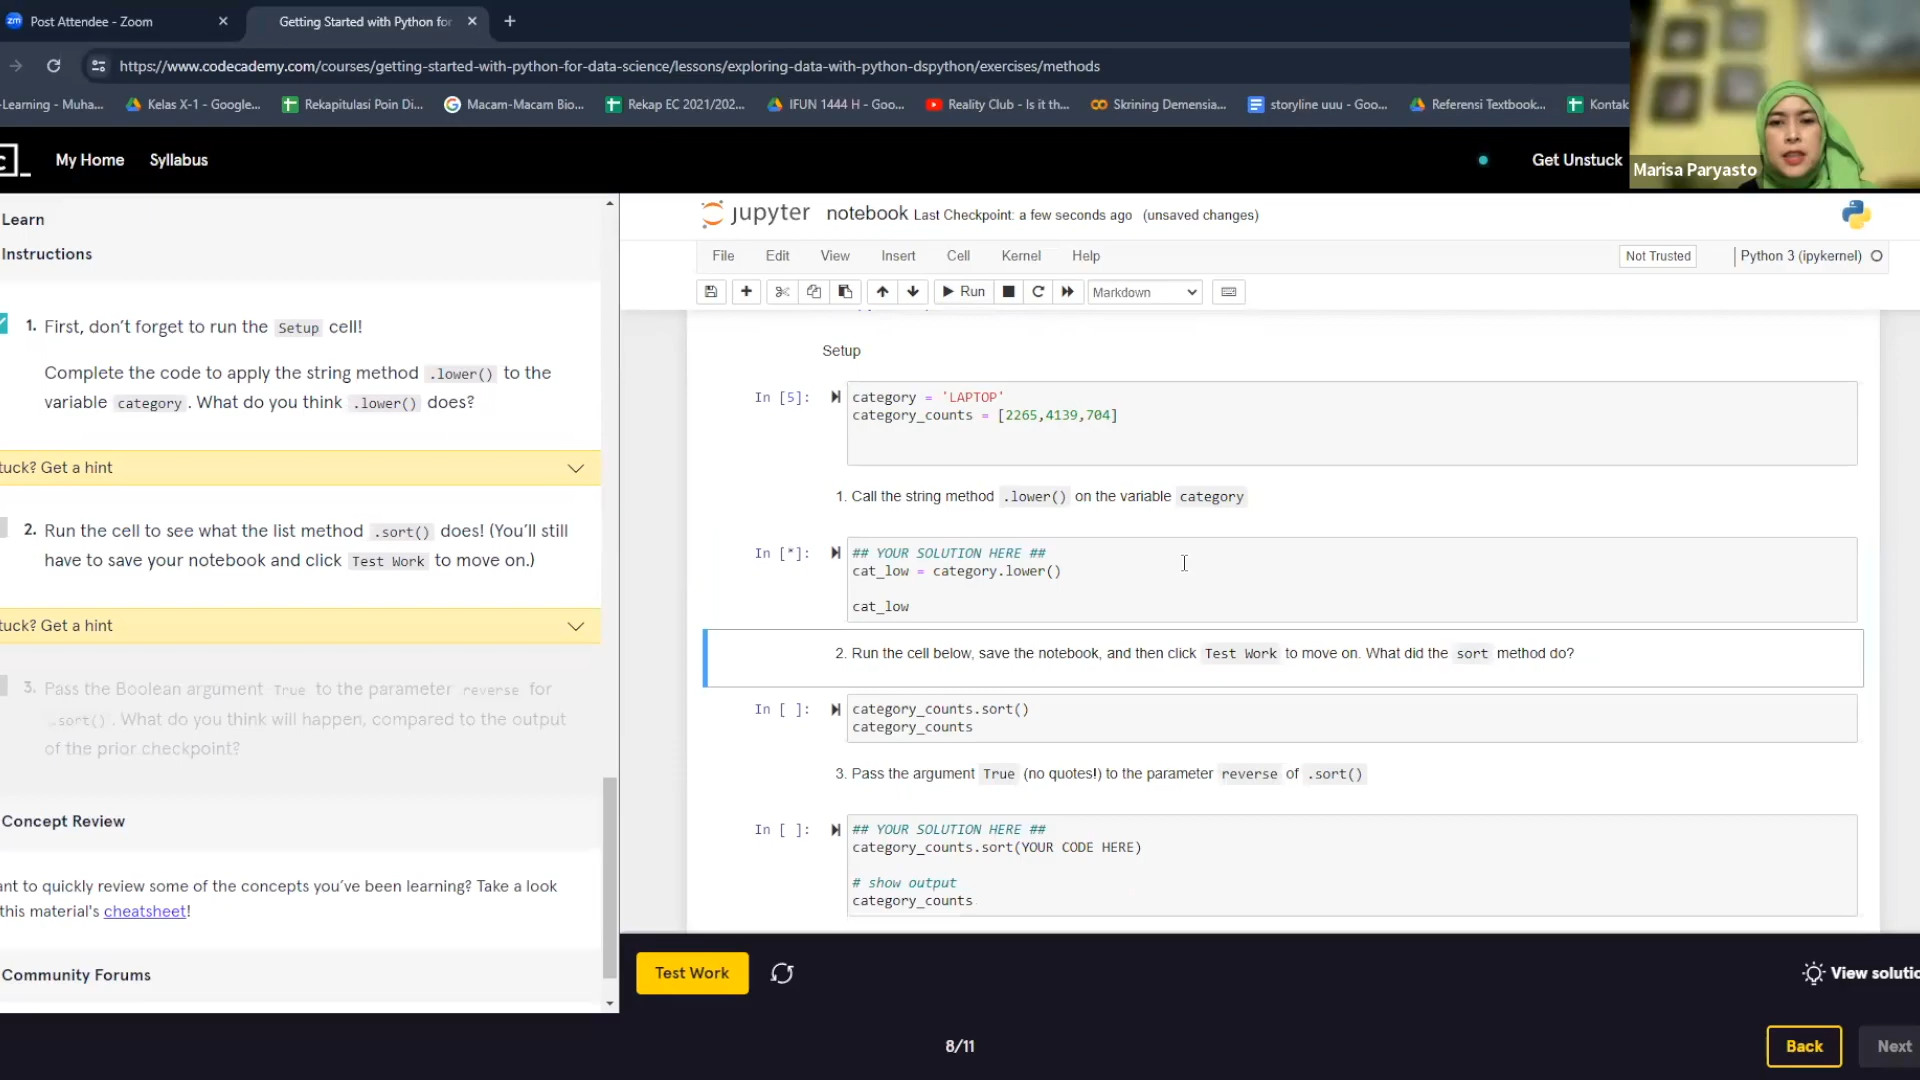 zm Post Attendee - Zoom
Getting Started with Python for
https://www.codecademy.com/courses/getting-started-with-python-for-data-science/lessons/exploring-data-with-python-dspython/exercises/methods
-Learning - Muha...
Kelas X-1 - Google...
Rekapitulasi Poin Di...
Macam-Macam Bio...
Rekap EC 2021/202...
IFUN 1444 H - Goo...
Reality Club - Is it th...
Skrining Demensia...
storyline uuu - Goo...
Referensi Textbook...
Kontak
Marisa Paryasto
My Home
Syllabus
Get Unstuck
Learn
Instructions
1. First, don't forget to run the Setup cell!
Complete the code to apply the string method .lower() to the
variable category. What do you think .lower() does?
tuck? Get a hint
2. Run the cell to see what the list method .sort() does! (You'll still
have to save your notebook and click Test Work to move on.)
tuck? Get a hint
3. Pass the Boolean argument True to the parameter reverse for
.sort(). What do you think will happen, compared to the output
of the prior checkpoint?
Concept Review
ant to quickly review some of the concepts you've been learning? Take a look
this material's cheatsheet!
Community Forums
jupyter notebook Last Checkpoint: a few seconds ago (unsaved changes)
File Edit View Insert Cell Kernel Help
Not Trusted
Python 3 (ipykernel)
Run
Markdown
Setup
In [5]:
category = 'LAPTOP'
category_counts = [2265,4139,704]
1. Call the string method .lower() on the variable category
In [*]:
## YOUR SOLUTION HERE ##
cat_low = category.lower()
cat_low
2. Run the cell below, save the notebook, and then click Test Work to move on. What did the sort method do?
In [ ]:
category_counts.sort()
category_counts
3. Pass the argument True (no quotes!) to the parameter reverse of .sort()
In [ ]:
## YOUR SOLUTION HERE ##
category_counts.sort(YOUR CODE HERE)
# show output
category_counts
Test Work
View solutio
8/11
Back
Next